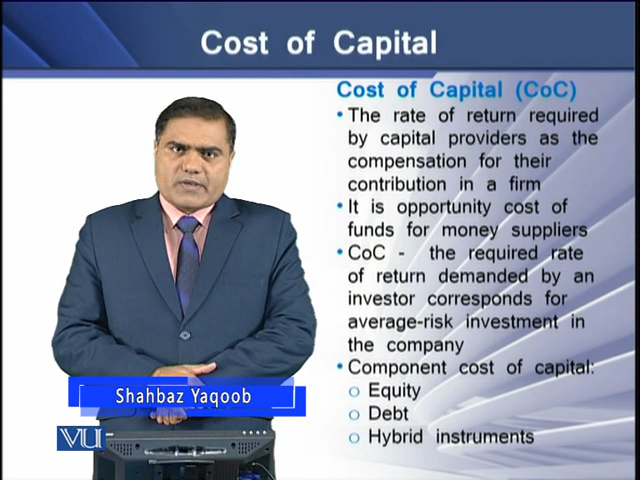 Cost of Capital
Cost of Capital (CoC)
• The rate of return required
by capital providers as the
compensation for their
contribution in a firm
• It is opportunity cost of
funds for money suppliers
• CoC - the required rate
of return demanded by an
investor corresponds for
average-risk investment in
the company
• Component cost of capital:
o Equity
o Debt
o Hybrid instruments
Shahbaz Yaqoob
VU